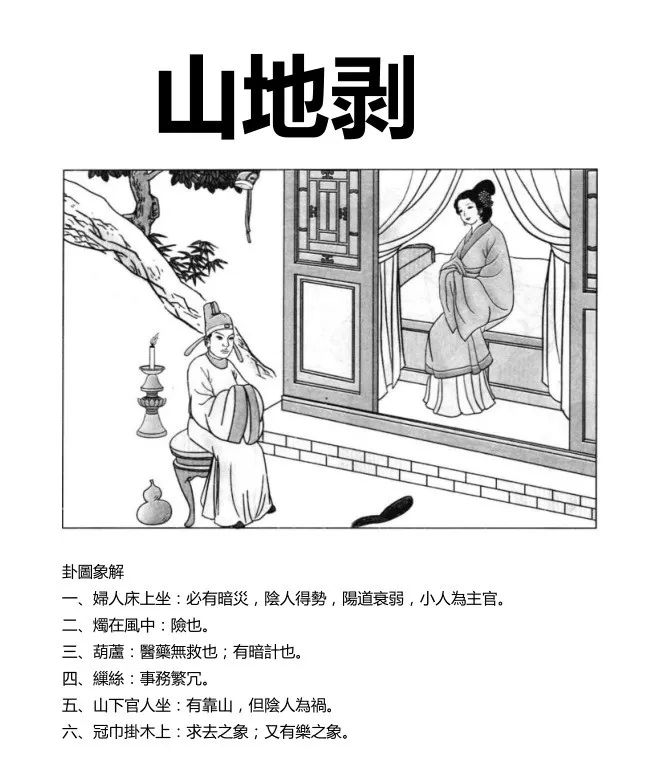 山地剥
卦圖象解
一、婦人床上坐：必有暗災，陰人得勢，陽道衰弱，小人為主官。
二、燭在風中：險也。
三、葫蘆：醫藥無救也；有暗計也。
四、繅絲：事務繁冗。
五、山下官人坐：有靠山，但陰人為禍。
六、冠巾掛木上：求去之象；又有樂之象。